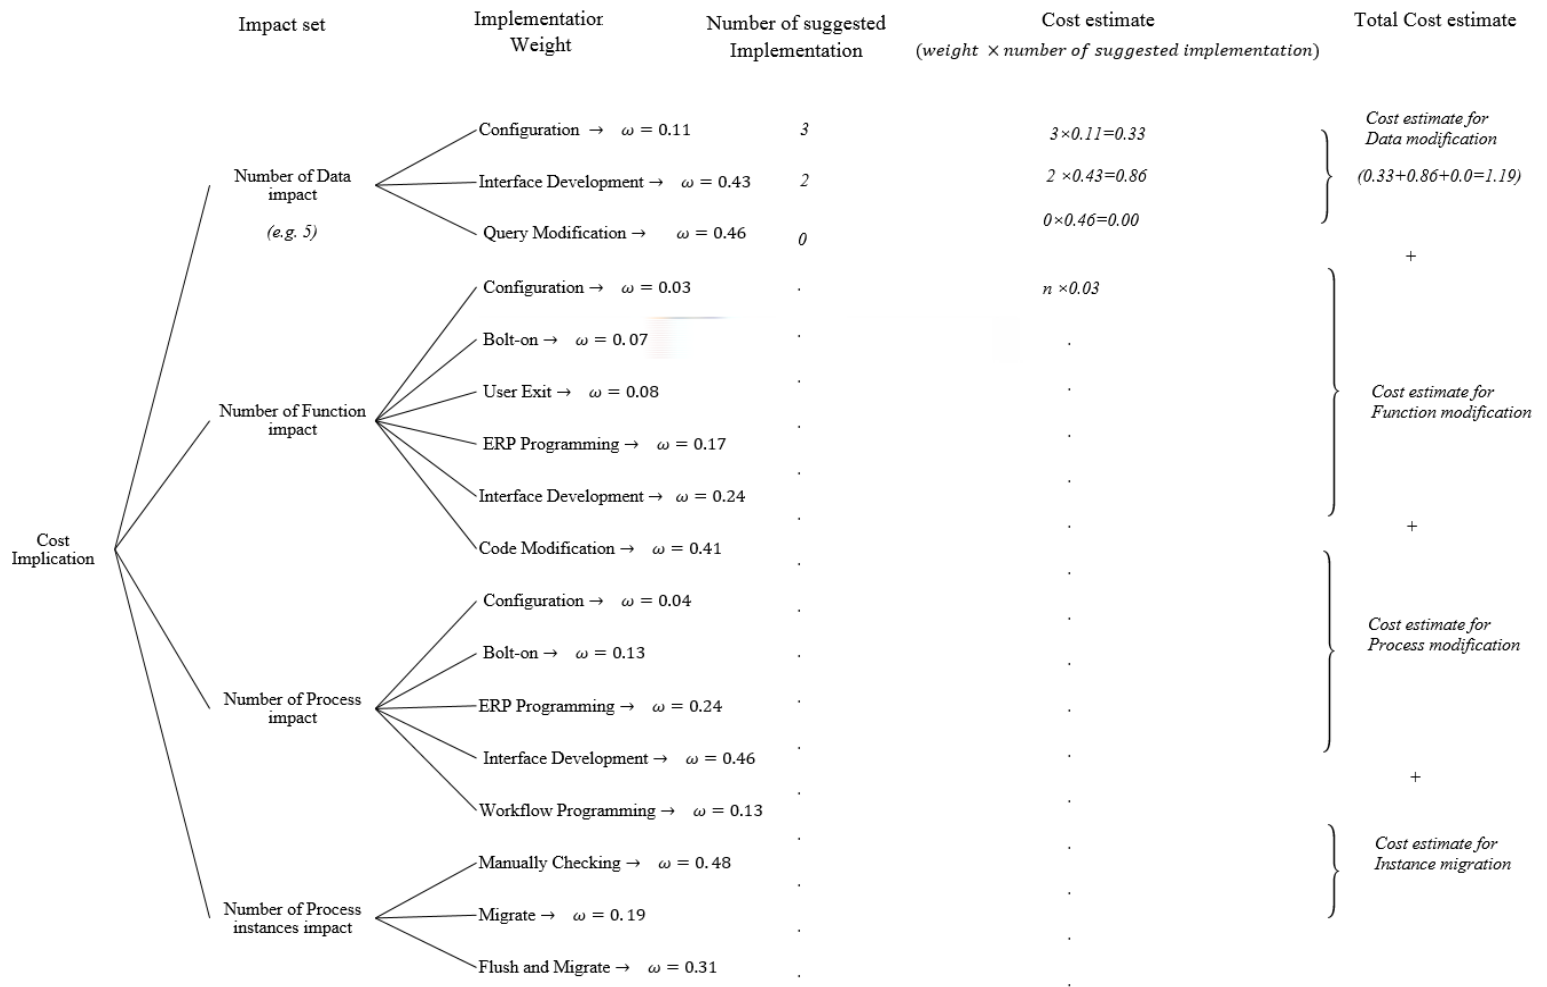 Impact set
Implementation
Weight
Number of suggested
Implementation
Cost estimate
(weight × number of suggested implementation)
Total Cost estimate
Cost
Implication
Number of Data
impact
(e.g. 5)
Configuration → ω = 0.11
3
3×0.11=0.33
Interface Development → ω = 0.43
2
2 ×0.43=0.86
Query Modification → ω = 0.46
0
0×0.46=0.00
Cost estimate for
Data modification
(0.33+0.86+0.0=1.19)
+
Number of Function
impact
Configuration → ω = 0.03
.
n ×0.03
Bolt-on → ω = 0.07
User Exit → ω = 0.08
ERP Programming → ω = 0.17
Interface Development → ω = 0.24
Code Modification → ω = 0.41
Cost estimate for
Function modification
+
Number of Process
impact
Configuration → ω = 0.04
Bolt-on → ω = 0.13
ERP Programming → ω = 0.24
Interface Development → ω = 0.46
Workflow Programming → ω = 0.13
Cost estimate for
Process modification
+
Number of Process
instances impact
Manually Checking → ω = 0.48
Migrate → ω = 0.19
Flush and Migrate → ω = 0.31
Cost estimate for
Instance migration